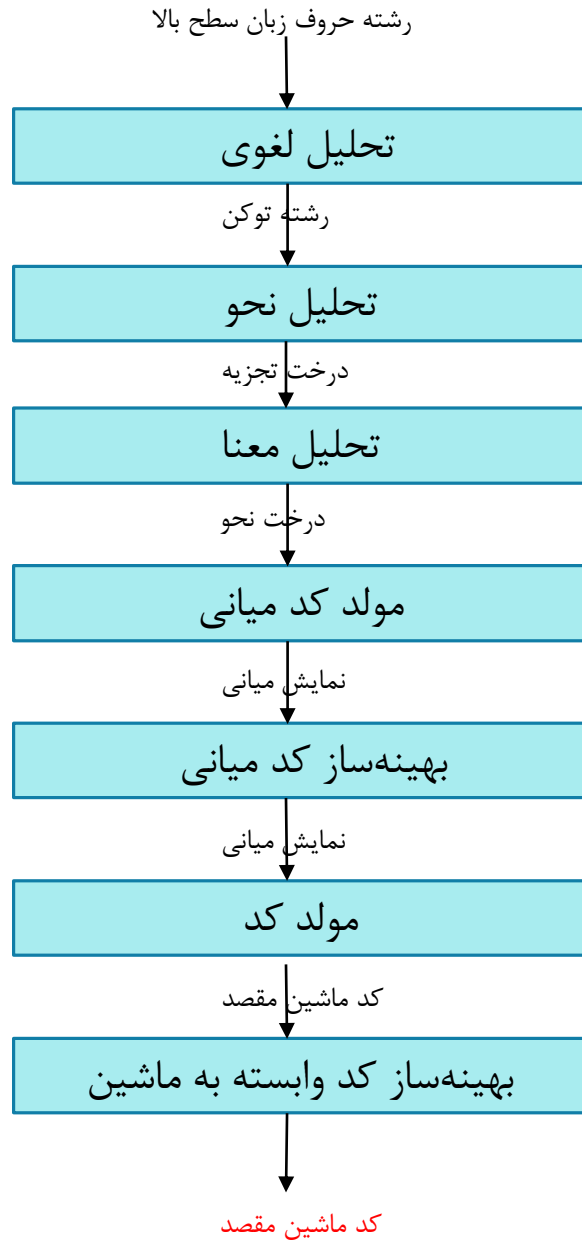 رشته حروف زبان سطح بالا
تحلیل لغوی
رشته توکن
تحلیل نحو
درخت تجزیه
تحلیل معنا
درخت نحو
مولد کد میانی
نمایش میانی
بهینه‌ساز کد میانی
نمایش میانی
مولد کد
کد ماشین مقصد
بهینه‌ساز کد وابسته به ماشین
کد ماشین مقصد